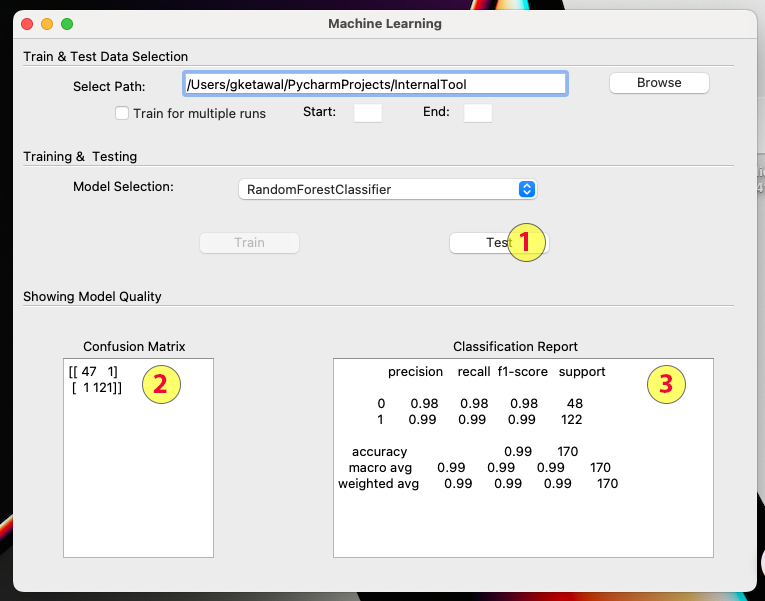 Machine Learning
Train & Test Data Selection
Select Path: /Users/gketawal/PycharmProjects/InternalTool Browse
Train for multiple runs Start: End:
Training & Testing
Model Selection: RandomForestClassifier
Train Test 1
Showing Model Quality
Confusion Matrix Classification Report
[[ 47 1]
[ 1 121]]
2
precision recall f1-score support
3
0 0.98 0.98 0.98 48
1 0.99 0.99 0.99 122
accuracy 0.99 170
macro avg 0.99 0.99 0.99 170
weighted avg 0.99 0.99 0.99 170